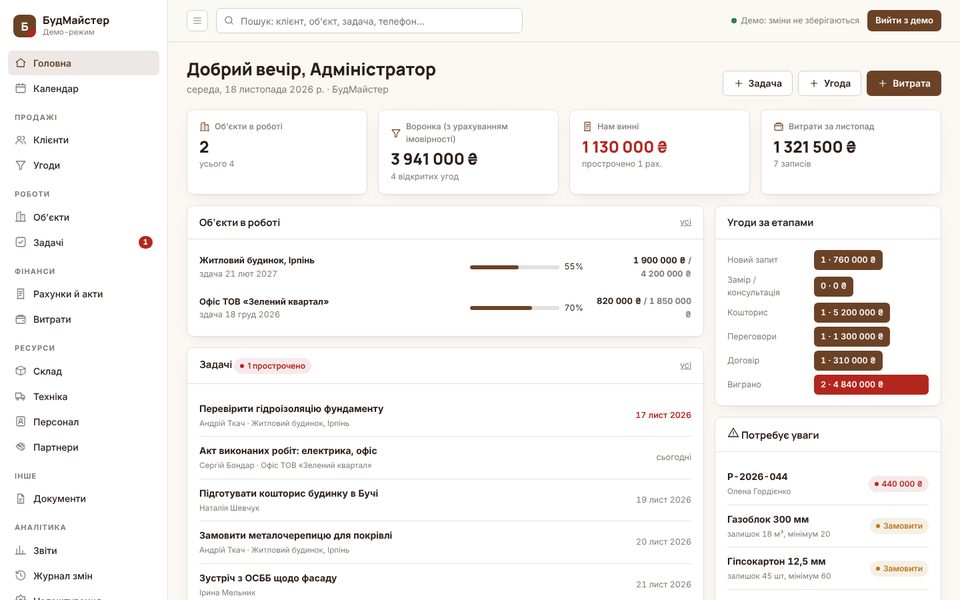 Б
БудМайстер
Демо-режим
Головна
Календар
ПРОДАЖІ
Клієнти
Угоди
РОБОТИ
Об'єкти
Задачі
1
ФІНАНСИ
Рахунки й акти
Витрати
РЕСУРСИ
Склад
Техніка
Персонал
Партнери
ІНШЕ
Документи
АНАЛІТИКА
Звіти
Журнал змін
Пошук: клієнт, об'єкт, задача, телефон...
Демо: зміни не зберігаються
Вийти з демо
Добрий вечір, Адміністратор
середа, 18 листопада 2026 р. · БудМайстер
+ Задача
+ Угода
+ Витрата
Об'єкти в роботі
2
усього 4
Воронка (з урахуванням
імовірності)
3 941 000 ₴
4 відкритих угод
Нам винні
1 130 000 ₴
прострочено 1 рах.
Витрати за листопад
1 321 500 ₴
7 записів
Об'єкти в роботі
усі
Житловий будинок, Ірпінь
здача 21 лют 2027
55%
1 900 000 ₴ /
4 200 000 ₴
Офіс ТОВ «Зелений квартал»
здача 18 груд 2026
70%
820 000 ₴ / 1 850 000
₴
Задачі
1 прострочено
усі
Перевірити гідроізоляцію фундаменту
Андрій Ткач · Житловий будинок, Ірпінь
17 лист 2026
Акт виконаних робіт: електрика, офіс
Сергій Бондар · Офіс ТОВ «Зелений квартал»
сьогодні
Підготувати кошторис будинку в Бучі
Наталія Шевчук
19 лист 2026
Замовити металочерепицю для покрівлі
Андрій Ткач · Житловий будинок, Ірпінь
20 лист 2026
Зустріч з ОСББ щодо фасаду
Ірина Мельник
21 лист 2026
Угоди за етапами
Новий запит
1 · 760 000 ₴
Замір /
консультація
0 · 0 ₴
Кошторис
1 · 5 200 000 ₴
Переговори
1 · 1 300 000 ₴
Договір
1 · 310 000 ₴
Виграно
2 · 4 840 000 ₴
Потребує уваги
Р-2026-044
Олена Гордієнко
440 000 ₴
Газоблок 300 мм
залишок 18 м³, мінімум 20
Замовити
Гіпсокартон 12,5 мм
залишок 45 шт, мінімум 60
Замовити